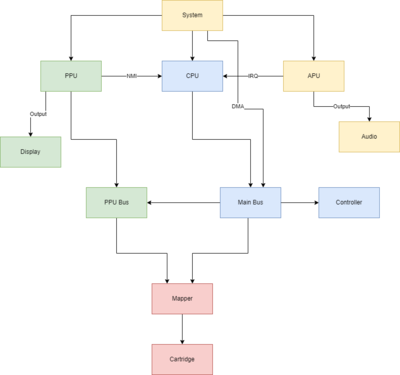 System
PPU
NMI
CPU
IRQ
APU
DMA
Output
Output
Display
Audio
PPU Bus
Main Bus
Controller
Mapper
Cartridge